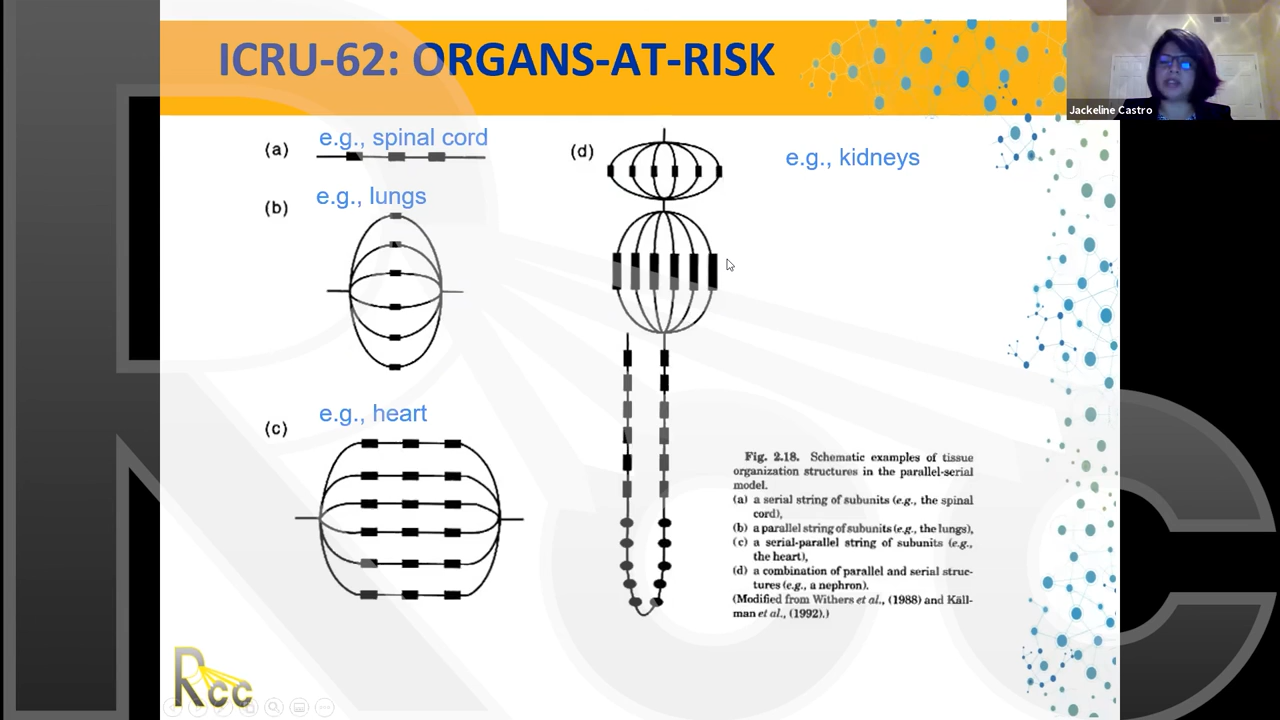 ICRU-62: ORGANS-AT-RISK
Jackeline Castro
(a)
e.g., spinal cord
(b)
e.g., lungs
(c)
e.g., heart
(d)
e.g., kidneys
Fig. 2.18. Schematic examples of tissue
organization structures in the parallel-serial
model.
(a) a serial string of subunits (e.g., the spinal
cord),
(b) a parallel string of subunits (e.g., the lungs),
(c) a serial-parallel string of subunits (e.g.,
the heart),
(d) a combination of parallel and serial struc-
tures (e.g., a nephron).
(Modified from Withers et al., (1988) and Käll-
man et al., (1992).)
Rcc